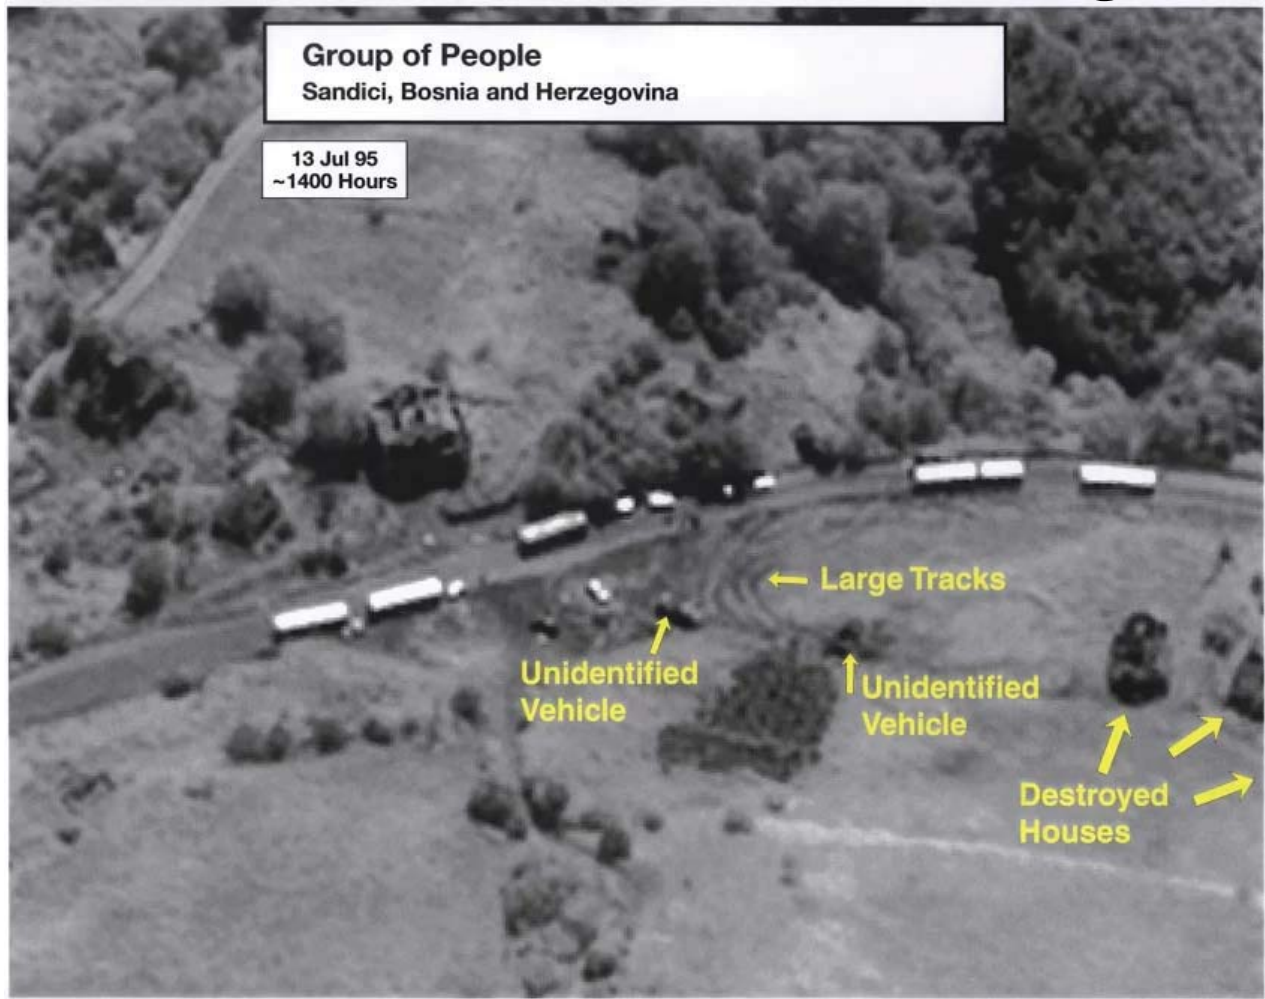 Group of People
Sandici, Bosnia and Herzegovina
13 Jul 95
~1400 Hours
Large Tracks
Unidentified
Vehicle
Unidentified
Vehicle
Destroyed
Houses